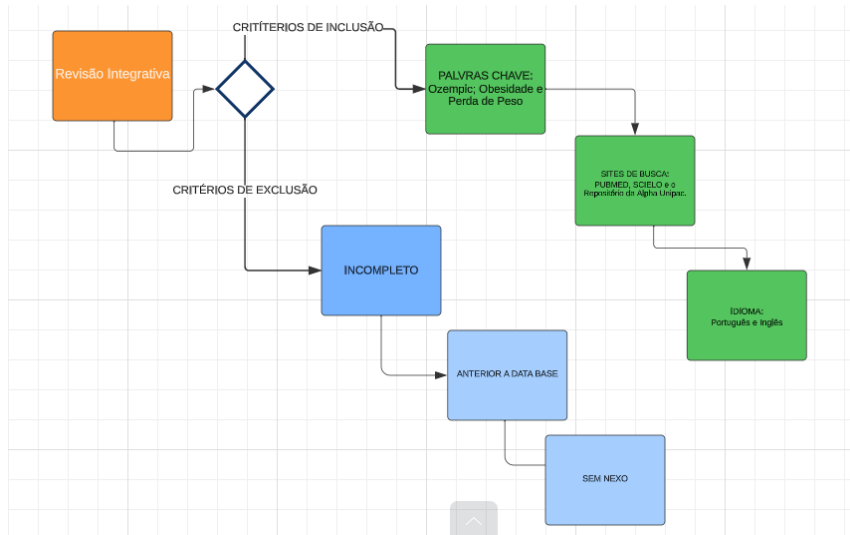 CRITÍTERIOS DE INCLUSÃO
Revisão Integrativa
PALVRAS CHAVE:
Ozempic; Obesidade e
Perda de Peso
SITES DE BUSCA:
PUBMED, SCIELO e o
Repositório da Alpha Unipac.
CRITÉRIOS DE EXCLUSÃO
INCOMPLETO
IDIOMA:
Português e Inglês
ANTERIOR A DATA BASE
SEM NEXO